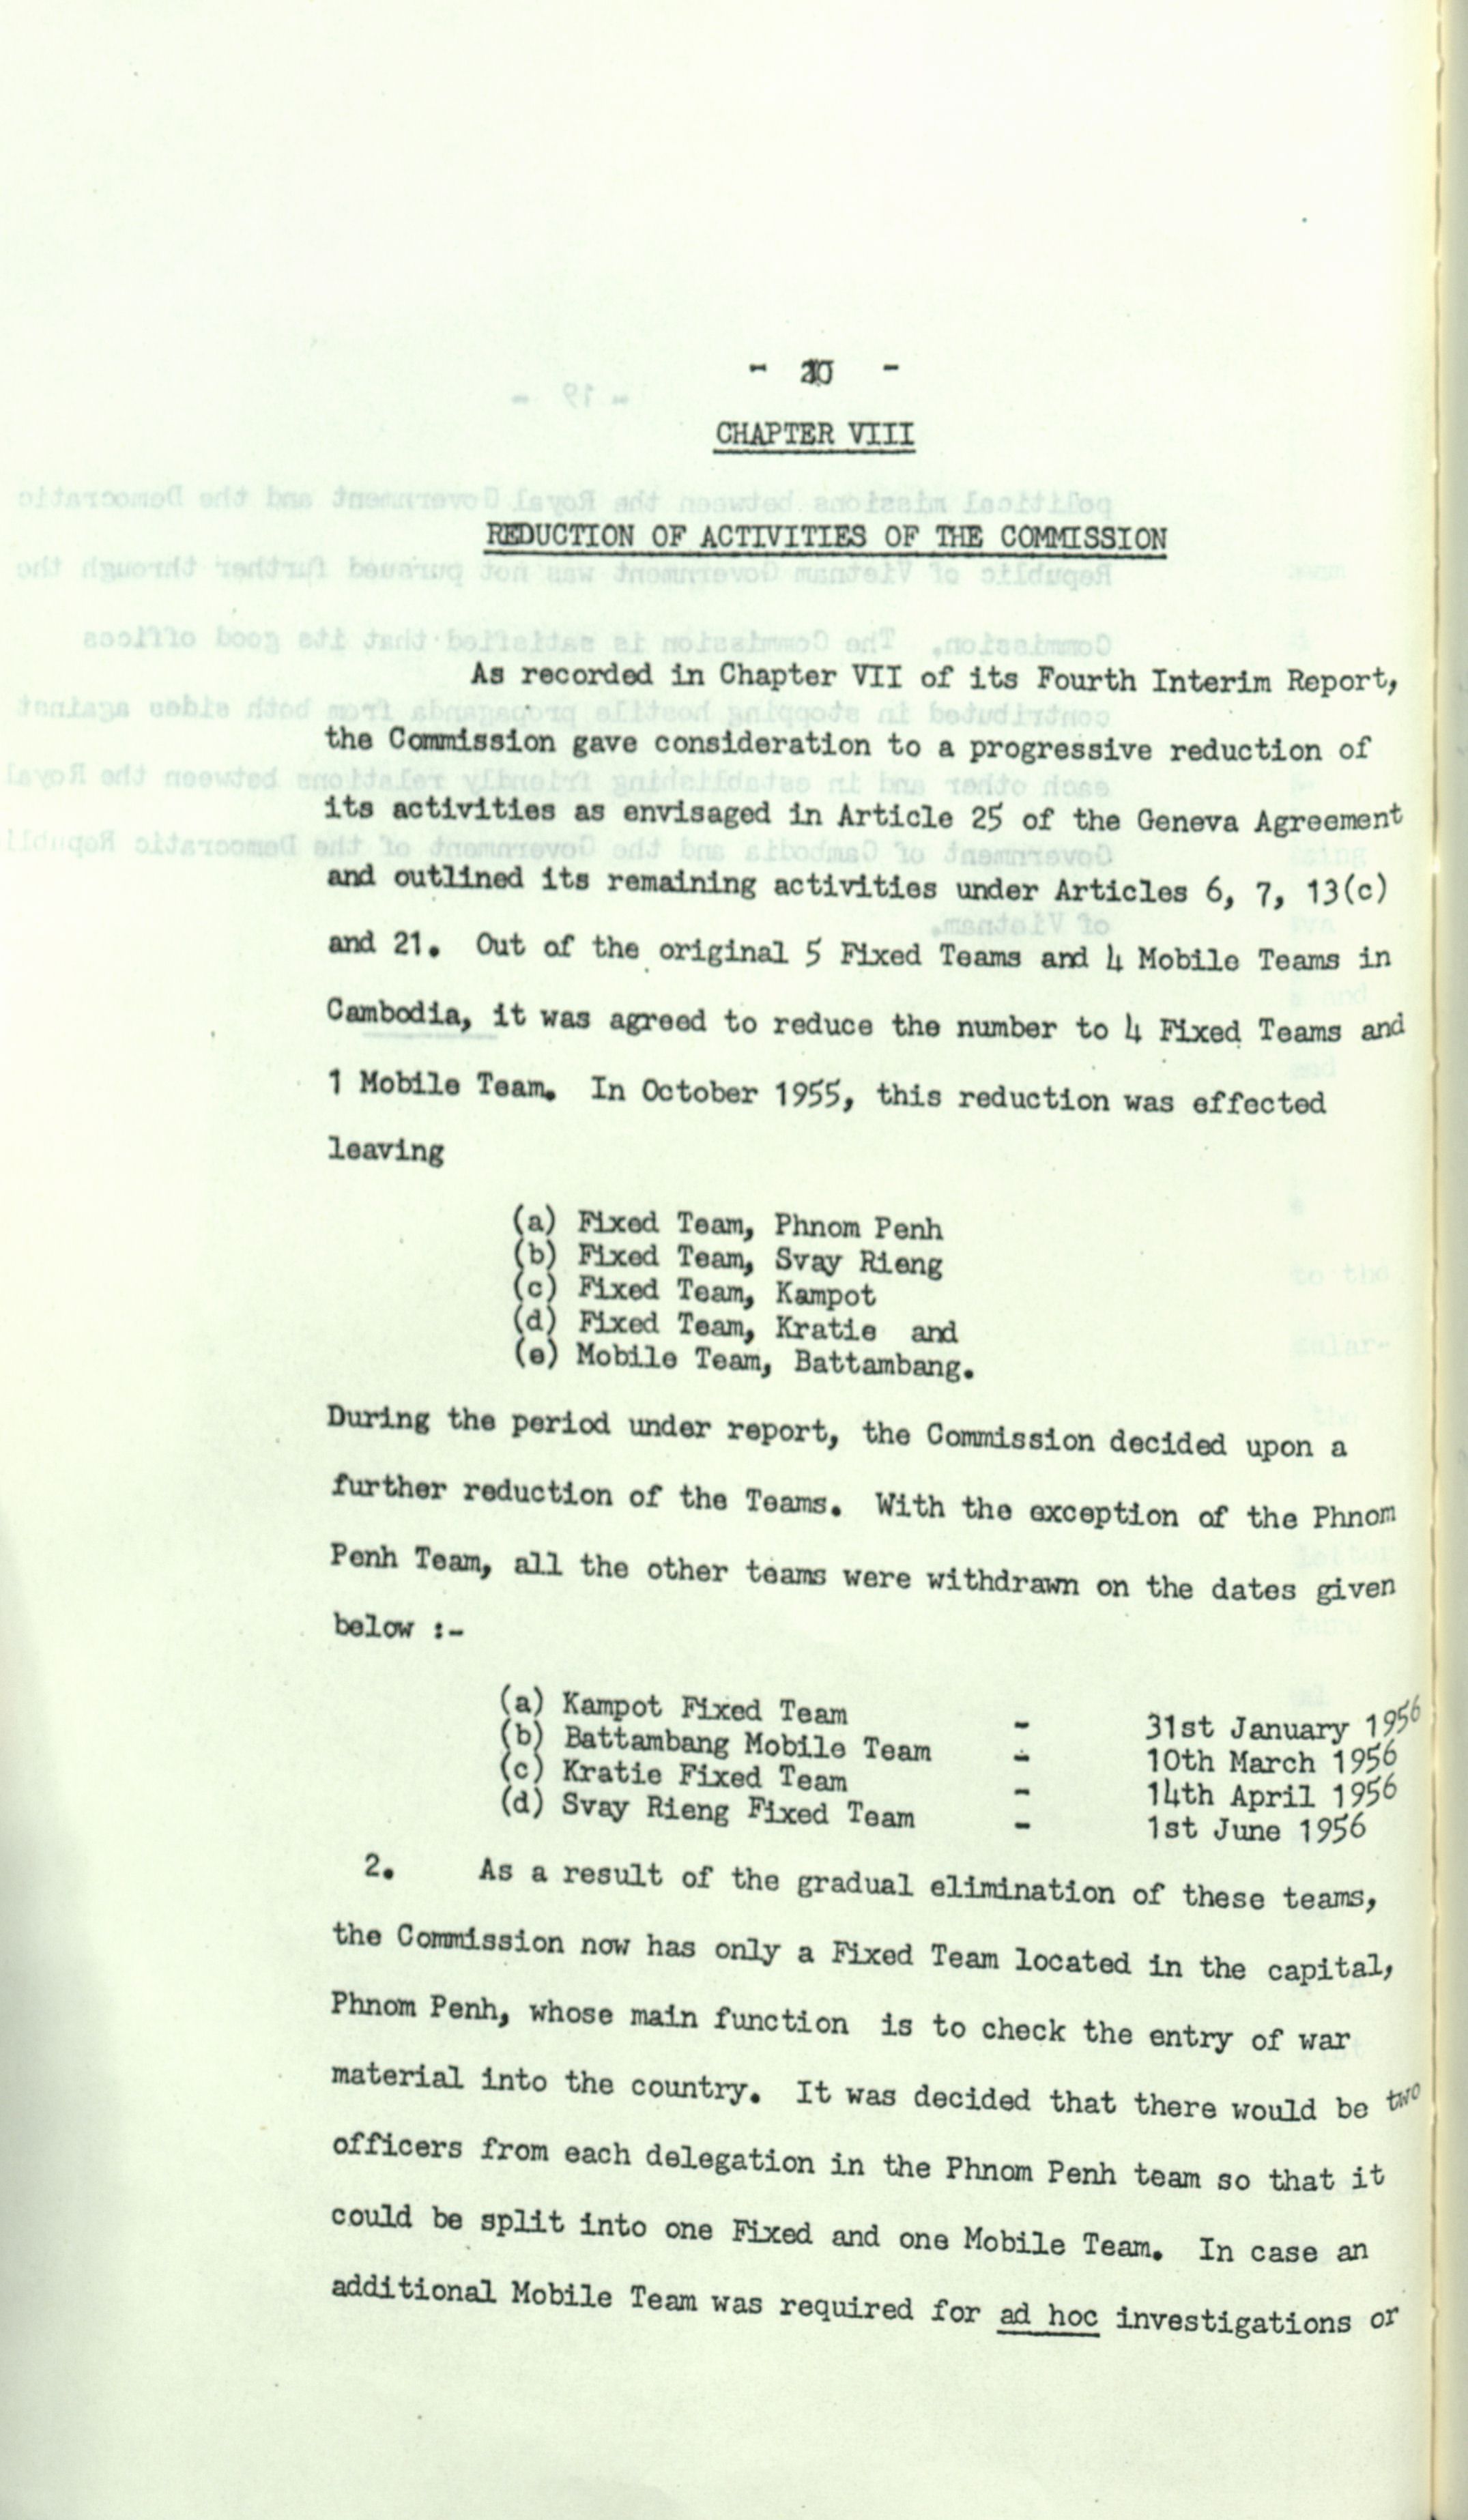 - 20 -
CHAPTER VIII
REDUCTION OF ACTIVITIES OF THE COMMISSION
As recorded in Chapter VII of its Fourth Interim Report,
the Commission gave consideration to a progressive reduction of
its activities as envisaged in Article 25 of the Geneva Agreement
and outlined its remaining activities under Articles 6, 7, 13(c)
and 21. Out of the original 5 Fixed Teams and 4 Mobile Teams in
Cambodia, it was agreed to reduce the number to 4 Fixed Teams and
1 Mobile Team. In October 1955, this reduction was effected
leaving
(a) Fixed Team, Phnom Penh
(b) Fixed Team, Svay Rieng
(c) Fixed Team, Kampot
(d) Fixed Team, Kratie and
(e) Mobile Team, Battambang.
During the period under report, the Commission decided upon a
further reduction of the Teams. With the exception of the Phnom
Penh Team, all the other teams were withdrawn on the dates given
below :-
(a) Kampot Fixed Team - 31st January 1956
(b) Battambang Mobile Team - 10th March 1956
(c) Kratie Fixed Team - 14th April 1956
(d) Svay Rieng Fixed Team - 1st June 1956
2. As a result of the gradual elimination of these teams,
the Commission now has only a Fixed Team located in the capital,
Phnom Penh, whose main function is to check the entry of war
material into the country. It was decided that there would be two
officers from each delegation in the Phnom Penh team so that it
could be split into one Fixed and one Mobile Team. In case an
additional Mobile Team was required for ad hoc investigations or